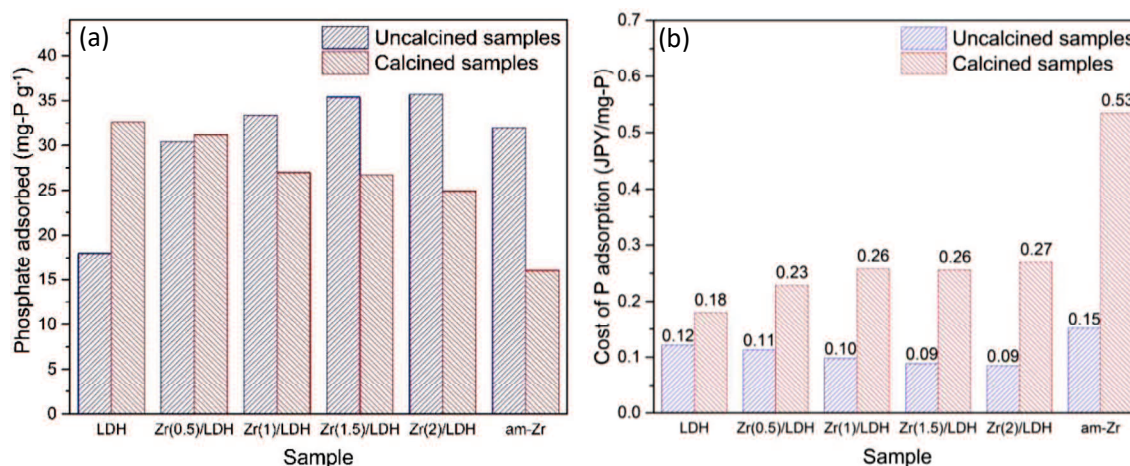 (a)
Uncalcined samples
Calcined samples
Phosphate adsorbed (mg-P g⁻¹)
40
35
30
25
20
15
10
5
0
LDH Zr(0.5)/LDH Zr(1)/LDH Zr(1.5)/LDH Zr(2)/LDH am-Zr
Sample
(b)
Uncalcined samples
Calcined samples
Cost of P adsorption (JPY/mg-P)
0.7
0.6
0.5
0.4
0.3
0.2
0.1
0.0
0.12 0.18 0.11 0.23 0.10 0.26 0.09 0.26 0.09 0.27 0.15 0.53
LDH Zr(0.5)/LDH Zr(1)/LDH Zr(1.5)/LDH Zr(2)/LDH am-Zr
Sample